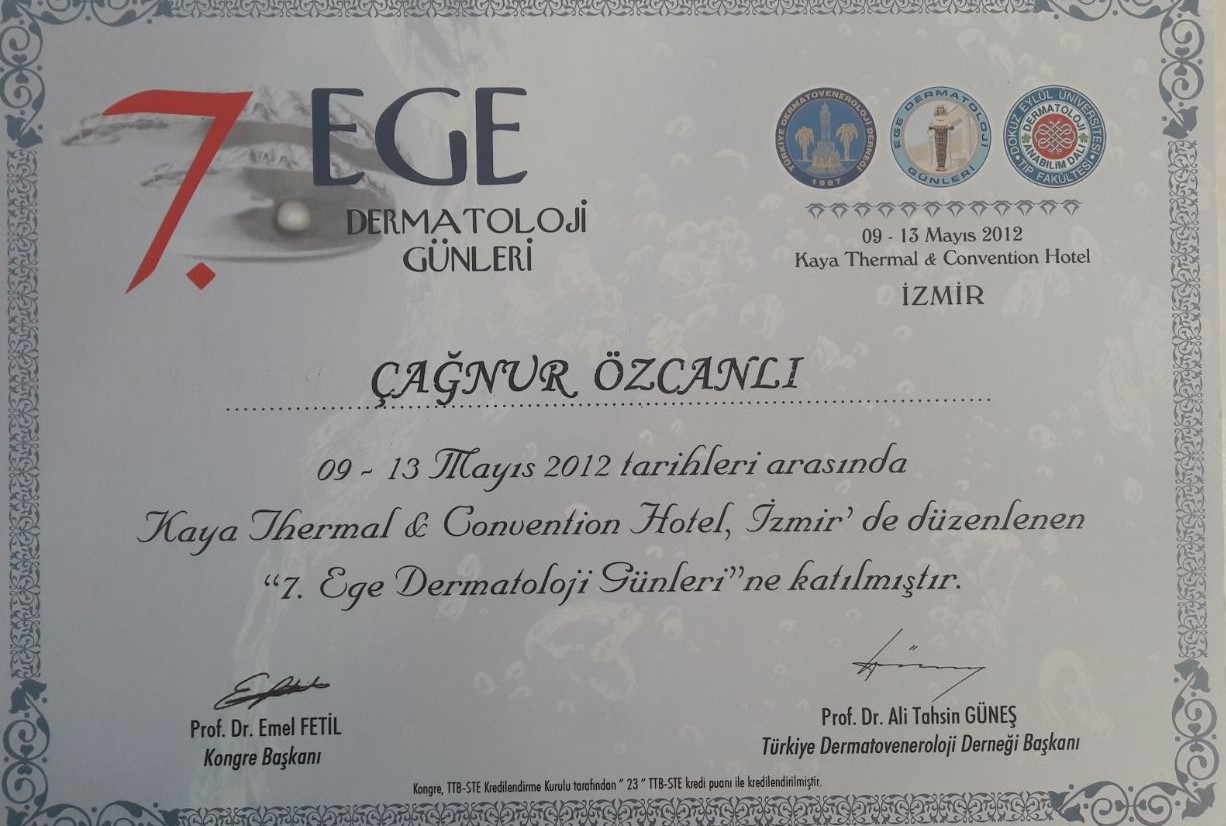 7. EGE
DERMATOLOJİ
GÜNLERİ
TÜRKİYE DERMATOVENEROLOJİ DERNEĞİ
1987
EGE DERMATOLOJİ
GÜNLERİ
DOKUZ EYLÜL ÜNİVERSİTESİ
TIP FAKÜLTESİ
DERMATOLOJİ
ANABİLİM DALI
09 - 13 Mayıs 2012
Kaya Thermal & Convention Hotel
İZMİR
ÇAĞNUR ÖZCANLI
09 - 13 Mayıs 2012 tarihleri arasında
Kaya Thermal & Convention Hotel, İzmir' de düzenlenen
“7. Ege Dermatoloji Günleri”ne katılmıştır.
Prof. Dr. Emel FETİL
Kongre Başkanı
Prof. Dr. Ali Tahsin GÜNEŞ
Türkiye Dermatoveneroloji Derneği Başkanı
Kongre, TTB-STE Kredilendirme Kurulu tarafından " 23 " TTB-STE kredi puanı ile kredilendirilmiştir.